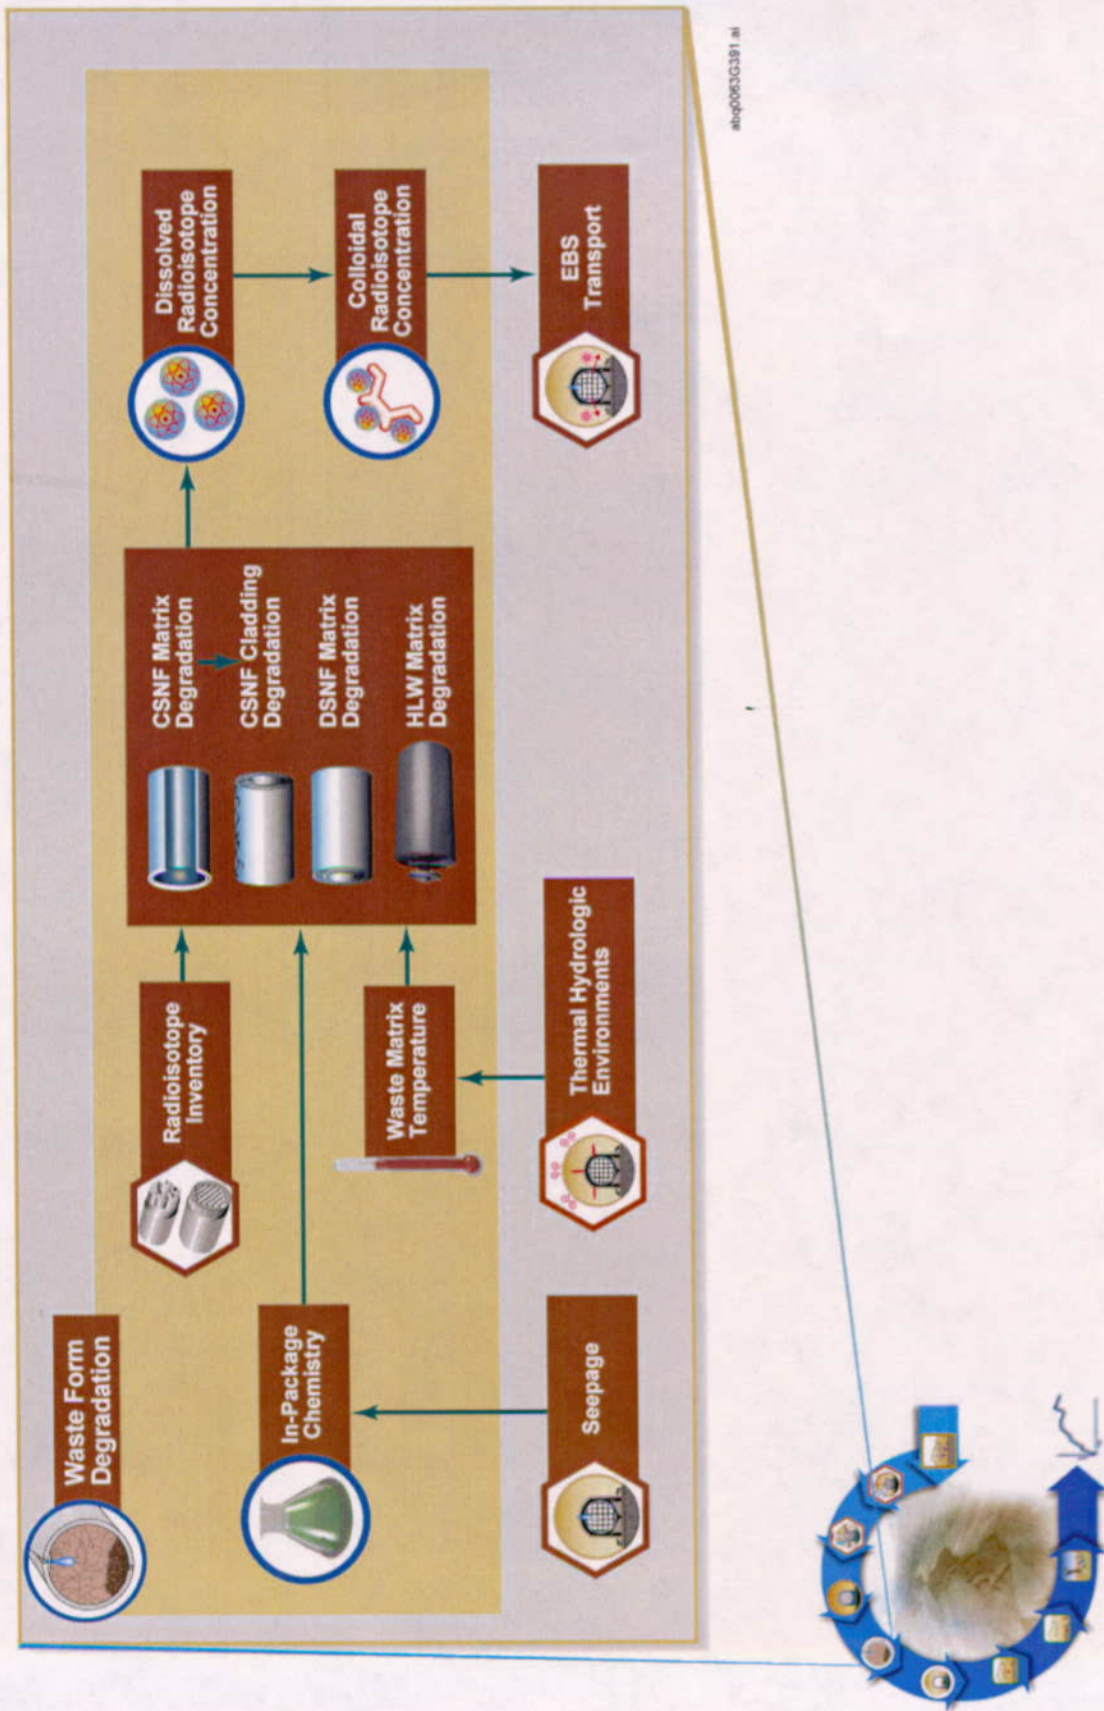 Waste Form
Degradation
Radioisotope
Inventory
In-Package
Chemistry
Waste Matrix
Temperature
CSNF Matrix
Degradation
CSNF Cladding
Degradation
DSNF Matrix
Degradation
HLW Matrix
Degradation
Dissolved
Radioisotope
Concentration
Colloidal
Radioisotope
Concentration
Seepage
Thermal Hydrologic
Environments
EBS
Transport
abq0063G391.ai